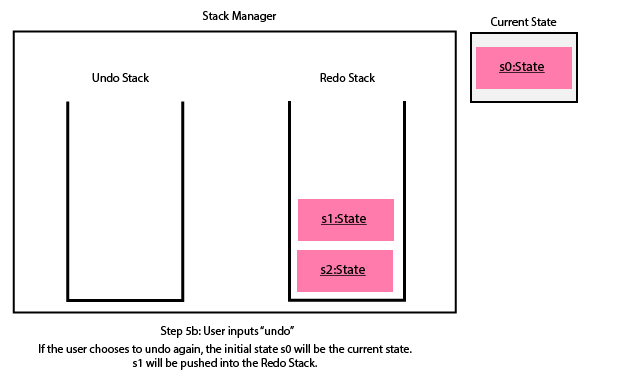 Stack Manager
Current State
s0:State
Undo Stack
Redo Stack
s1:State
s2:State
Step 5b: User inputs “undo”
If the user chooses to undo again, the initial state s0 will be the current state.
s1 will be pushed into the Redo Stack.